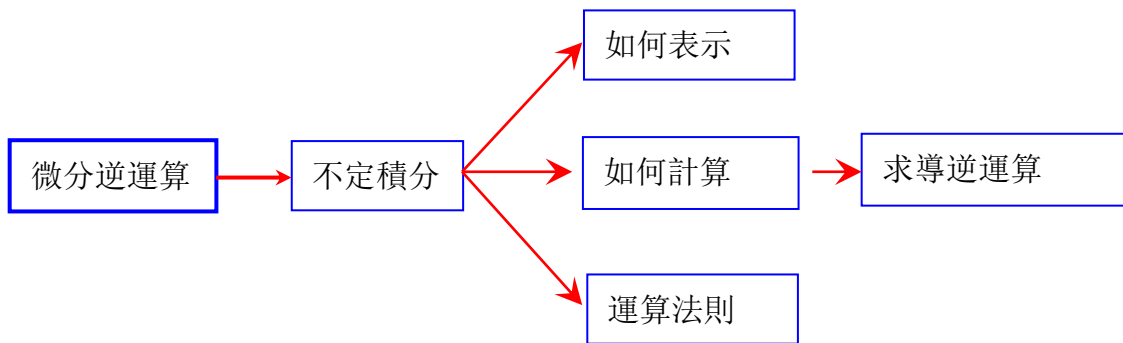 如何表示
微分逆運算
不定積分
如何計算
求導逆運算
運算法則